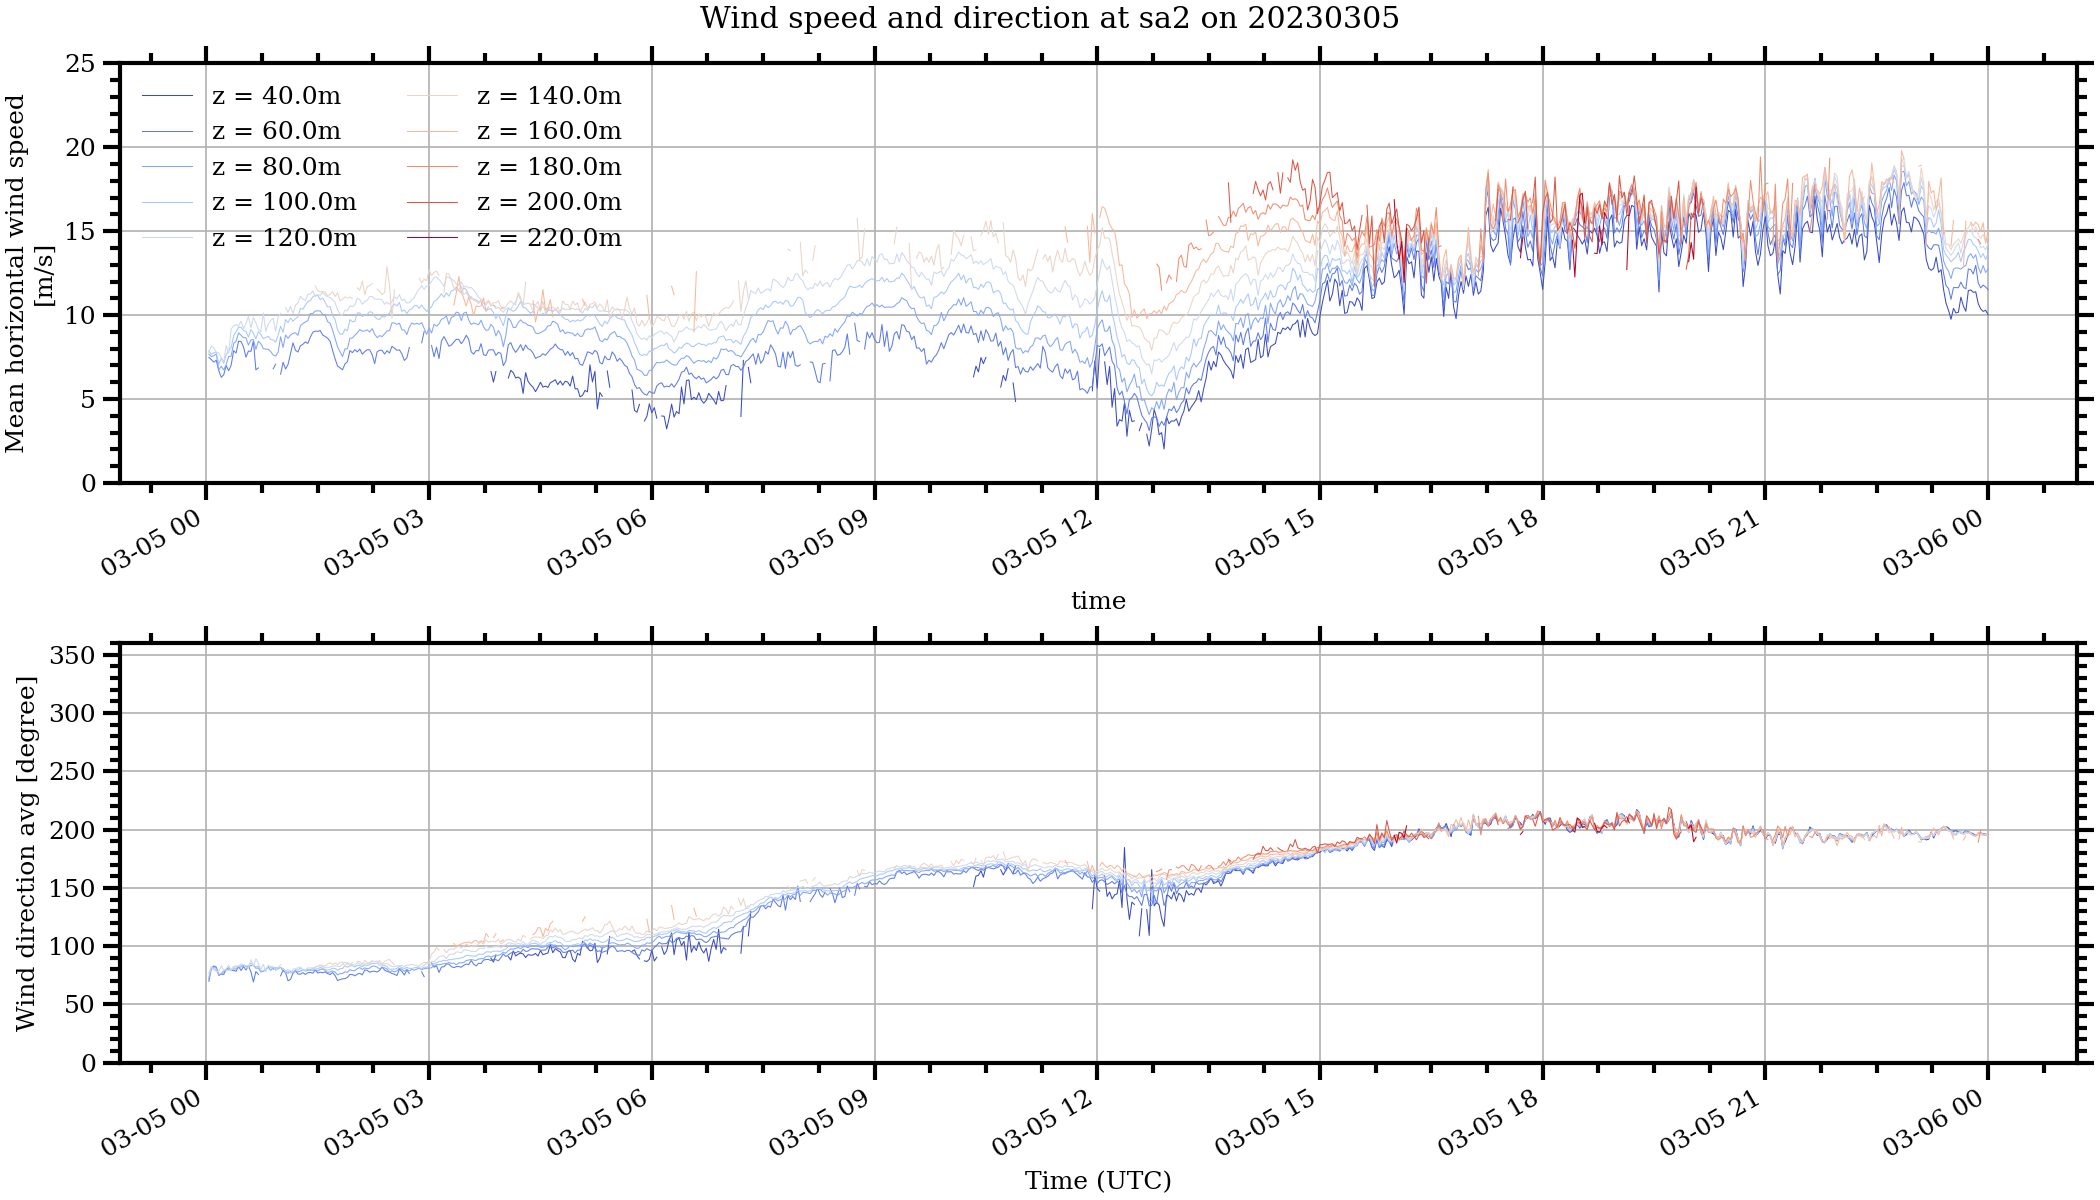 Wind speed and direction at sa2 on 20230305
Mean horizontal wind speed
[m/s]
25
20
15
10
5
0
z = 40.0m
z = 60.0m
z = 80.0m
z = 100.0m
z = 120.0m
z = 140.0m
z = 160.0m
z = 180.0m
z = 200.0m
z = 220.0m
03-05 00
03-05 03
03-05 06
03-05 09
03-05 12
03-05 15
03-05 18
03-05 21
03-06 00
time
Wind direction avg [degree]
350
300
250
200
150
100
50
0
03-05 00
03-05 03
03-05 06
03-05 09
03-05 12
03-05 15
03-05 18
03-05 21
03-06 00
Time (UTC)